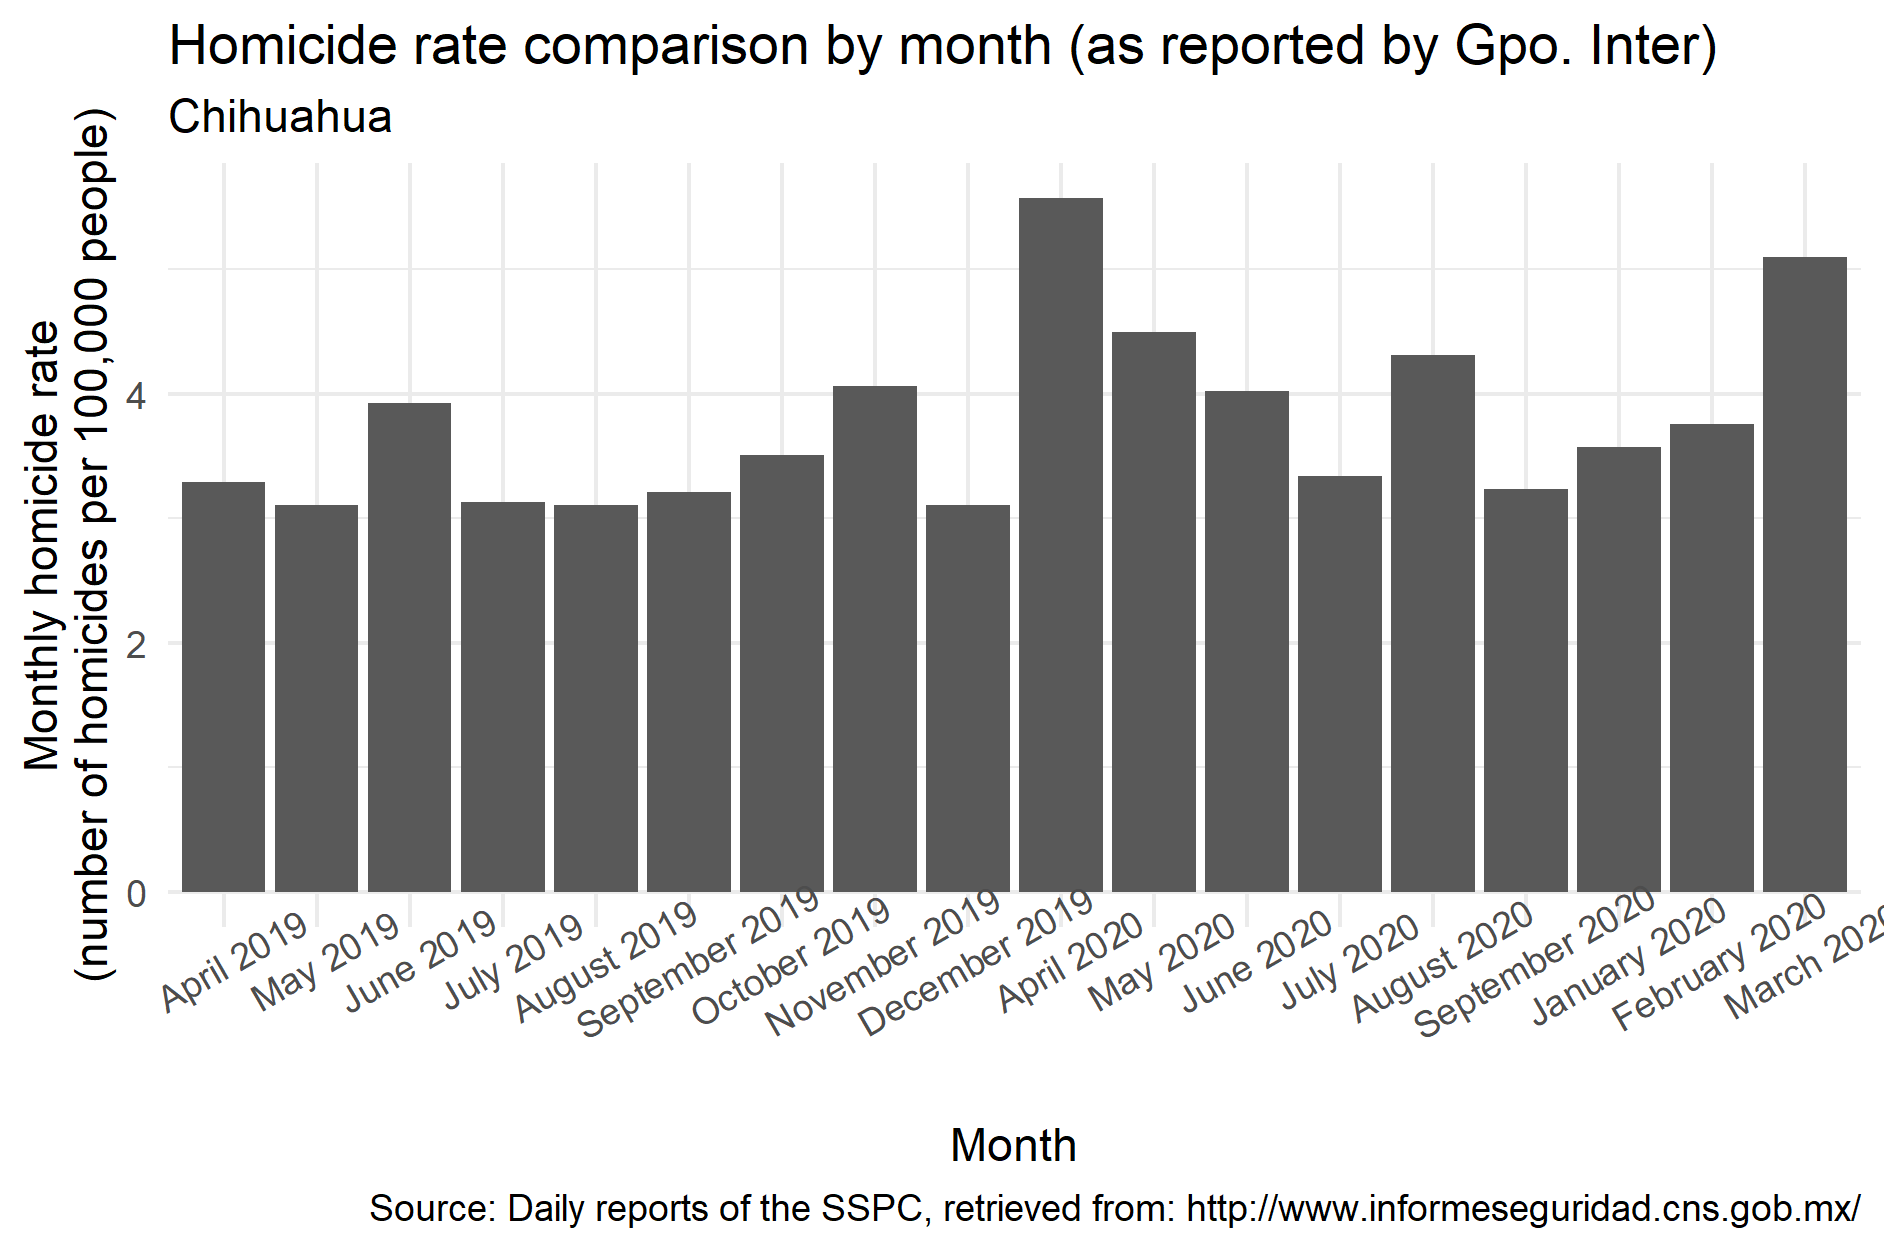 Homicide rate comparison by month (as reported by Gpo. Inter)
Chihuahua
Monthly homicide rate
(number of homicides per 100,000 people)
4
2
0
April 2019
May 2019
June 2019
July 2019
August 2019
September 2019
October 2019
November 2019
December 2019
April 2020
May 2020
June 2020
July 2020
August 2020
September 2020
January 2020
February 2020
March 2020
Month
Source: Daily reports of the SSPC, retrieved from: http://www.informeseguridad.cns.gob.mx/